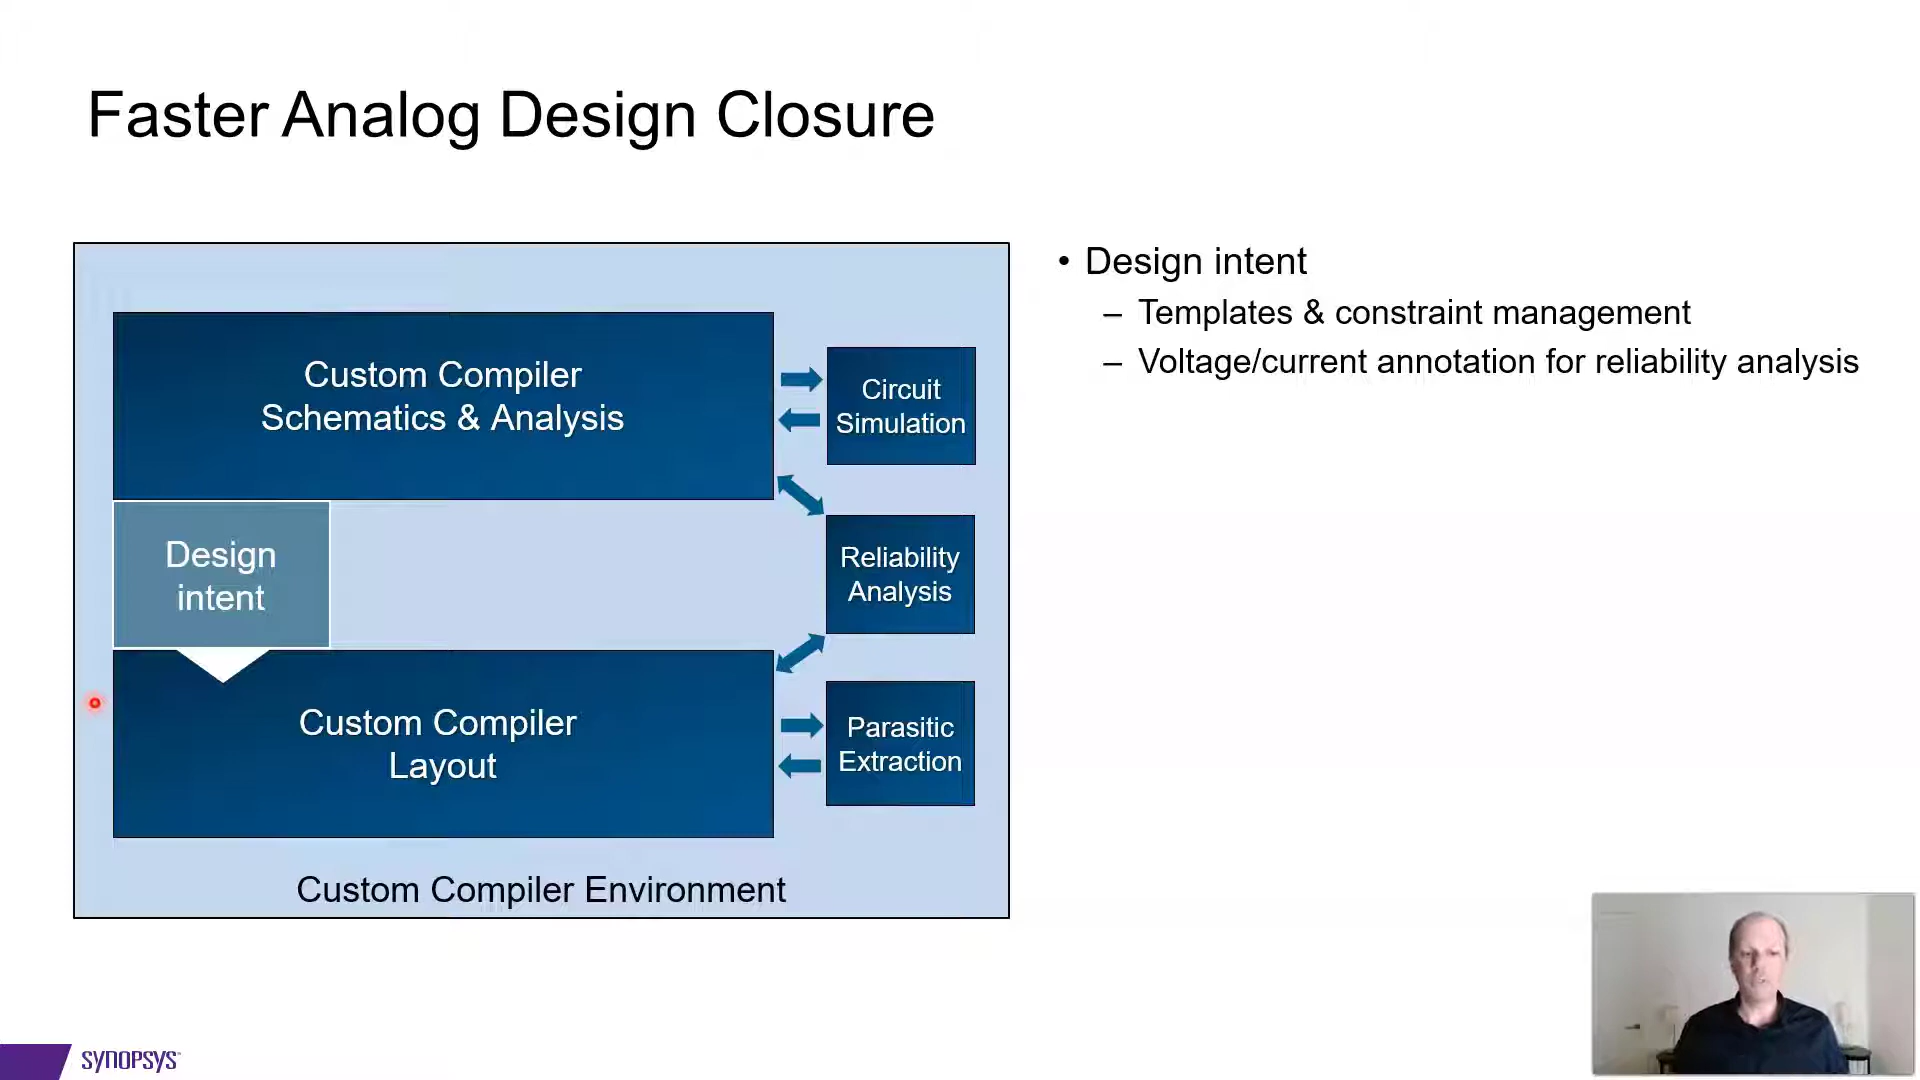 Faster Analog Design Closure
Custom Compiler
Schematics & Analysis
Circuit
Simulation
Design
intent
Reliability
Analysis
Custom Compiler
Layout
Parasitic
Extraction
Custom Compiler Environment
• Design intent
– Templates & constraint management
– Voltage/current annotation for reliability analysis
SYNOPSYS